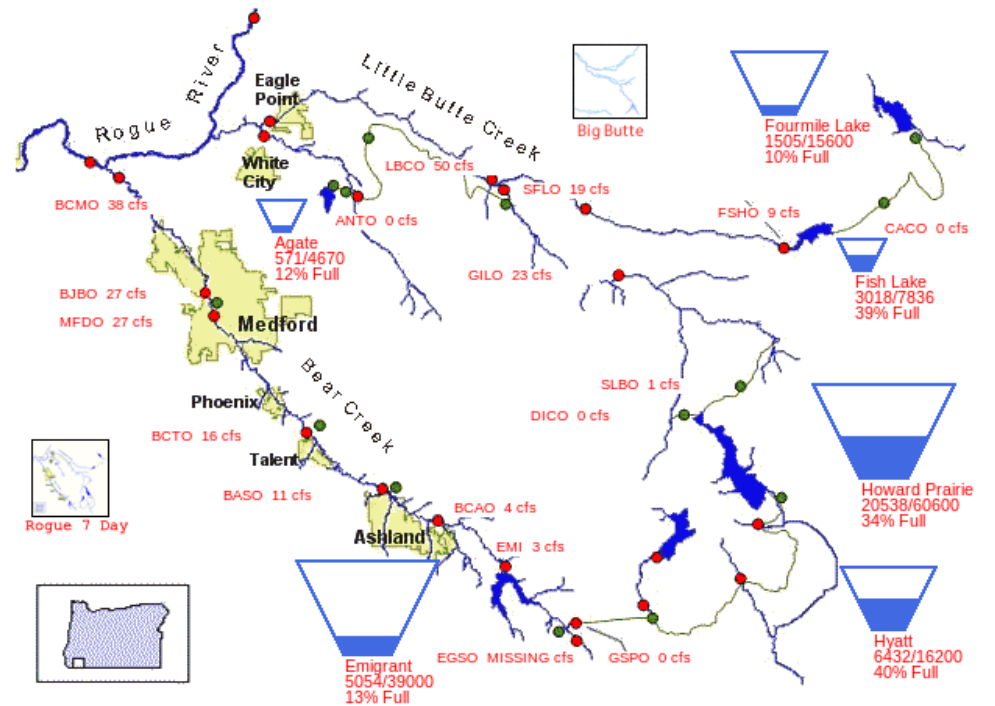 Rogue
River
Eagle
Point
Little Butte Creek
Big Butte
Fourmile Lake
1505/15600
10% Full
White
City
LBCO 50 cfs
SFLO 19 cfs
BCMO 38 cfs
ANTO 0 cfs
FSHO 9 cfs
CACO 0 cfs
Agate
571/4670
12% Full
GILO 23 cfs
Fish Lake
3018/7836
39% Full
BJBO 27 cfs
MFDO 27 cfs
Medford
Bear Creek
SLBO 1 cfs
Phoenix
DICO 0 cfs
BCTO 16 cfs
Talent
Howard Prairie
20538/60600
34% Full
BASO 11 cfs
BCAO 4 cfs
Rogue 7 Day
Ashland
EMI 3 cfs
Hyatt
6432/16200
40% Full
EGSO MISSING cfs
GSPO 0 cfs
Emigrant
5054/39000
13% Full